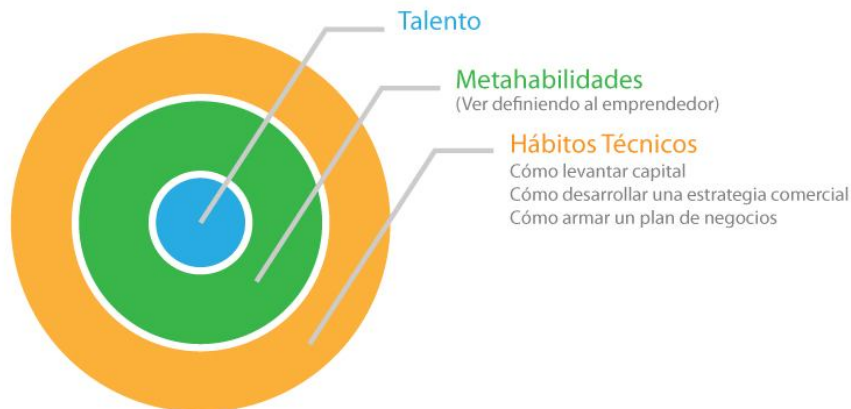 Talento
Metahabilidades
(Ver definiendo al emprendedor)
Hábitos Técnicos
Cómo levantar capital
Cómo desarrollar una estrategia comercial
Cómo armar un plan de negocios